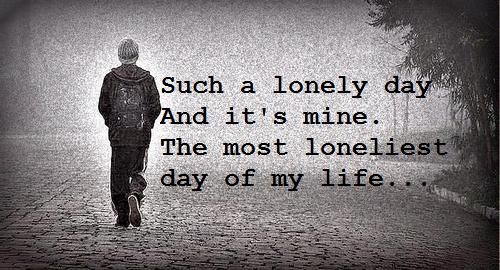 Such a lonely day
And it's mine.
The most loneliest
day of my life...